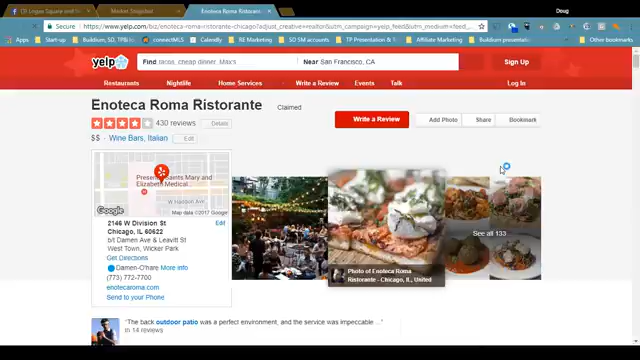 Doug
Enoteca Roma Ristorante
https://www.yelp.com/biz/enoteca-roma-ristorante-chicago?ad_creative=
Apps
Start-up
SD, TPP
connectMLS
Calendly
RE Marketing
SO SM accounts
TP Presentation &
Affiliate Marketing
Buildium presentatio
Other bookmarks
yelp
Find tacos, cheap dinner, Max's
Near San Francisco, CA
Sign Up
Restaurants
Nightlife
Home Services
Write a Review
Events
Talk
Log In
Enoteca Roma Ristorante
Claimed
430 reviews
Details
$$ · Wine Bars, Italian
Edit
Write a Review
Add Photo
Share
Bookmark
Presence Saints Mary and
Elizabeth Medical
W Haddon Ave
Google
Map data ©2017 Google
2146 W Division St
Edit
Chicago, IL 60622
b/t Damen Ave & Leavitt St
West Town, Wicker Park
Get Directions
Damen-O'hare More info
(773) 772-7700
enotecaroma.com
Send to your Phone
Photo of Enoteca Roma
Ristorante - Chicago, IL, United
See all 133
"The back outdoor patio was a perfect environment, and the service was impeccable ..."
in 14 reviews